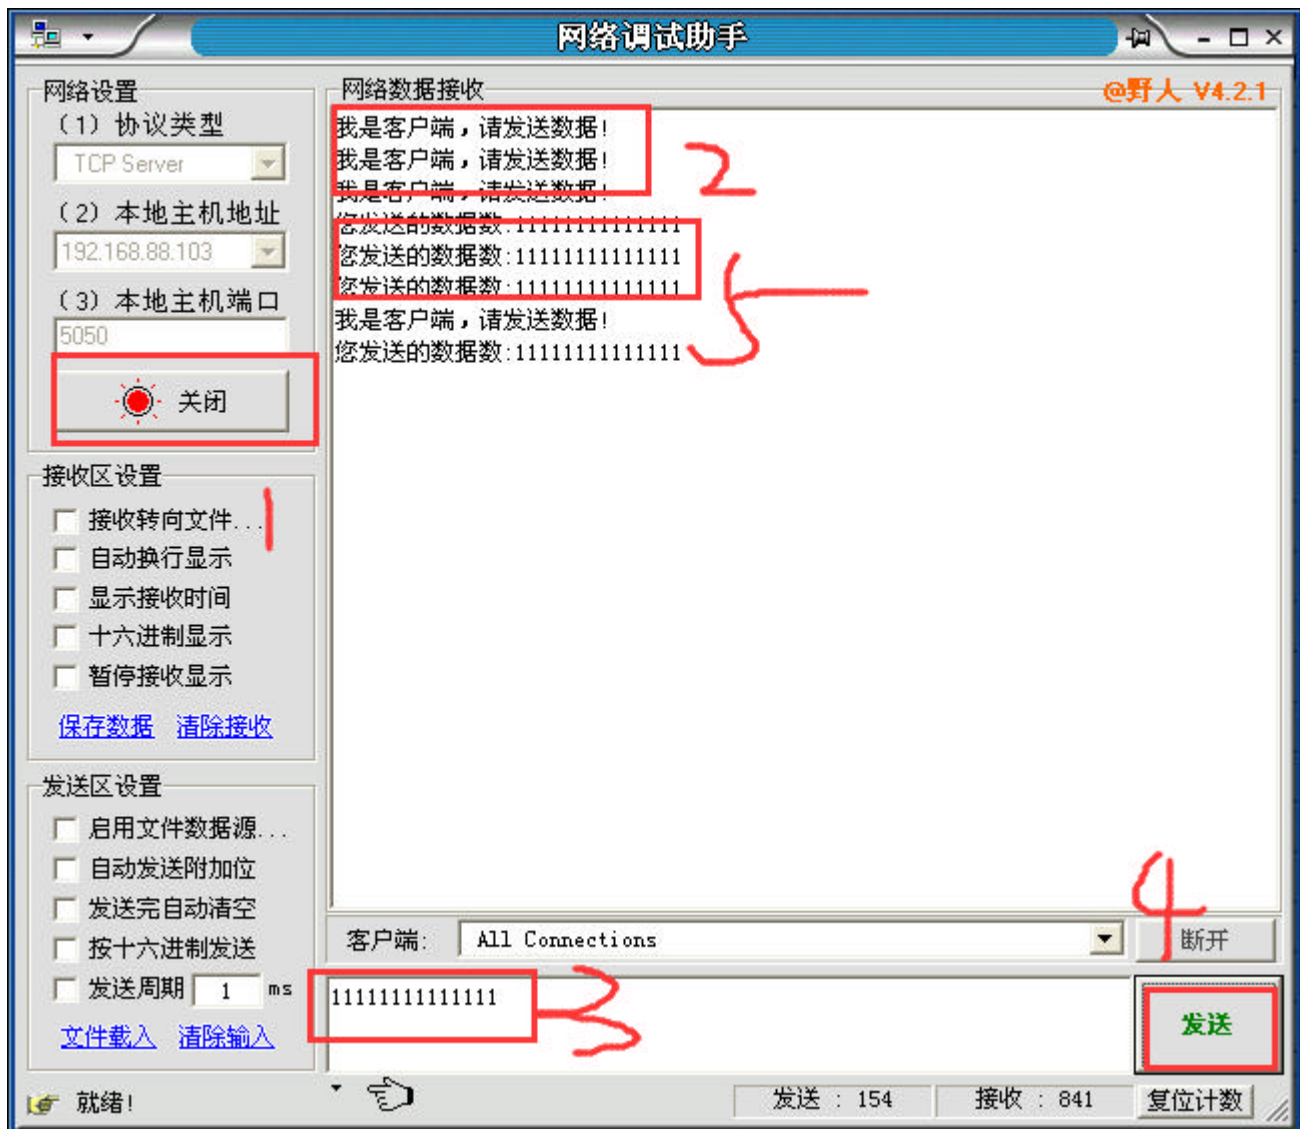 网络调试助手
网络设置
(1) 协议类型
TCP Server
(2) 本地主机地址
192.168.88.103
(3) 本地主机端口
5050
关闭
1
接收区设置
接收转向文件...
自动换行显示
显示接收时间
十六进制显示
暂停接收显示
保存数据 清除接收
发送区设置
启用文件数据源...
自动发送附加位
发送完自动清空
按十六进制发送
发送周期 1 ms
文件载入 清除输入
网络数据接收
@野人 V4.2.1
我是客户端，请发送数据!
我是客户端，请发送数据!
我是客户端，请发送数据!
2
您发送的数据数:11111111111111
您发送的数据数:11111111111111
您发送的数据数:11111111111111
5
我是客户端，请发送数据!
您发送的数据数:11111111111111
客户端: All Connections
断开
4
11111111111111
3
发送
就绪!
发送 : 154
接收 : 841
复位计数